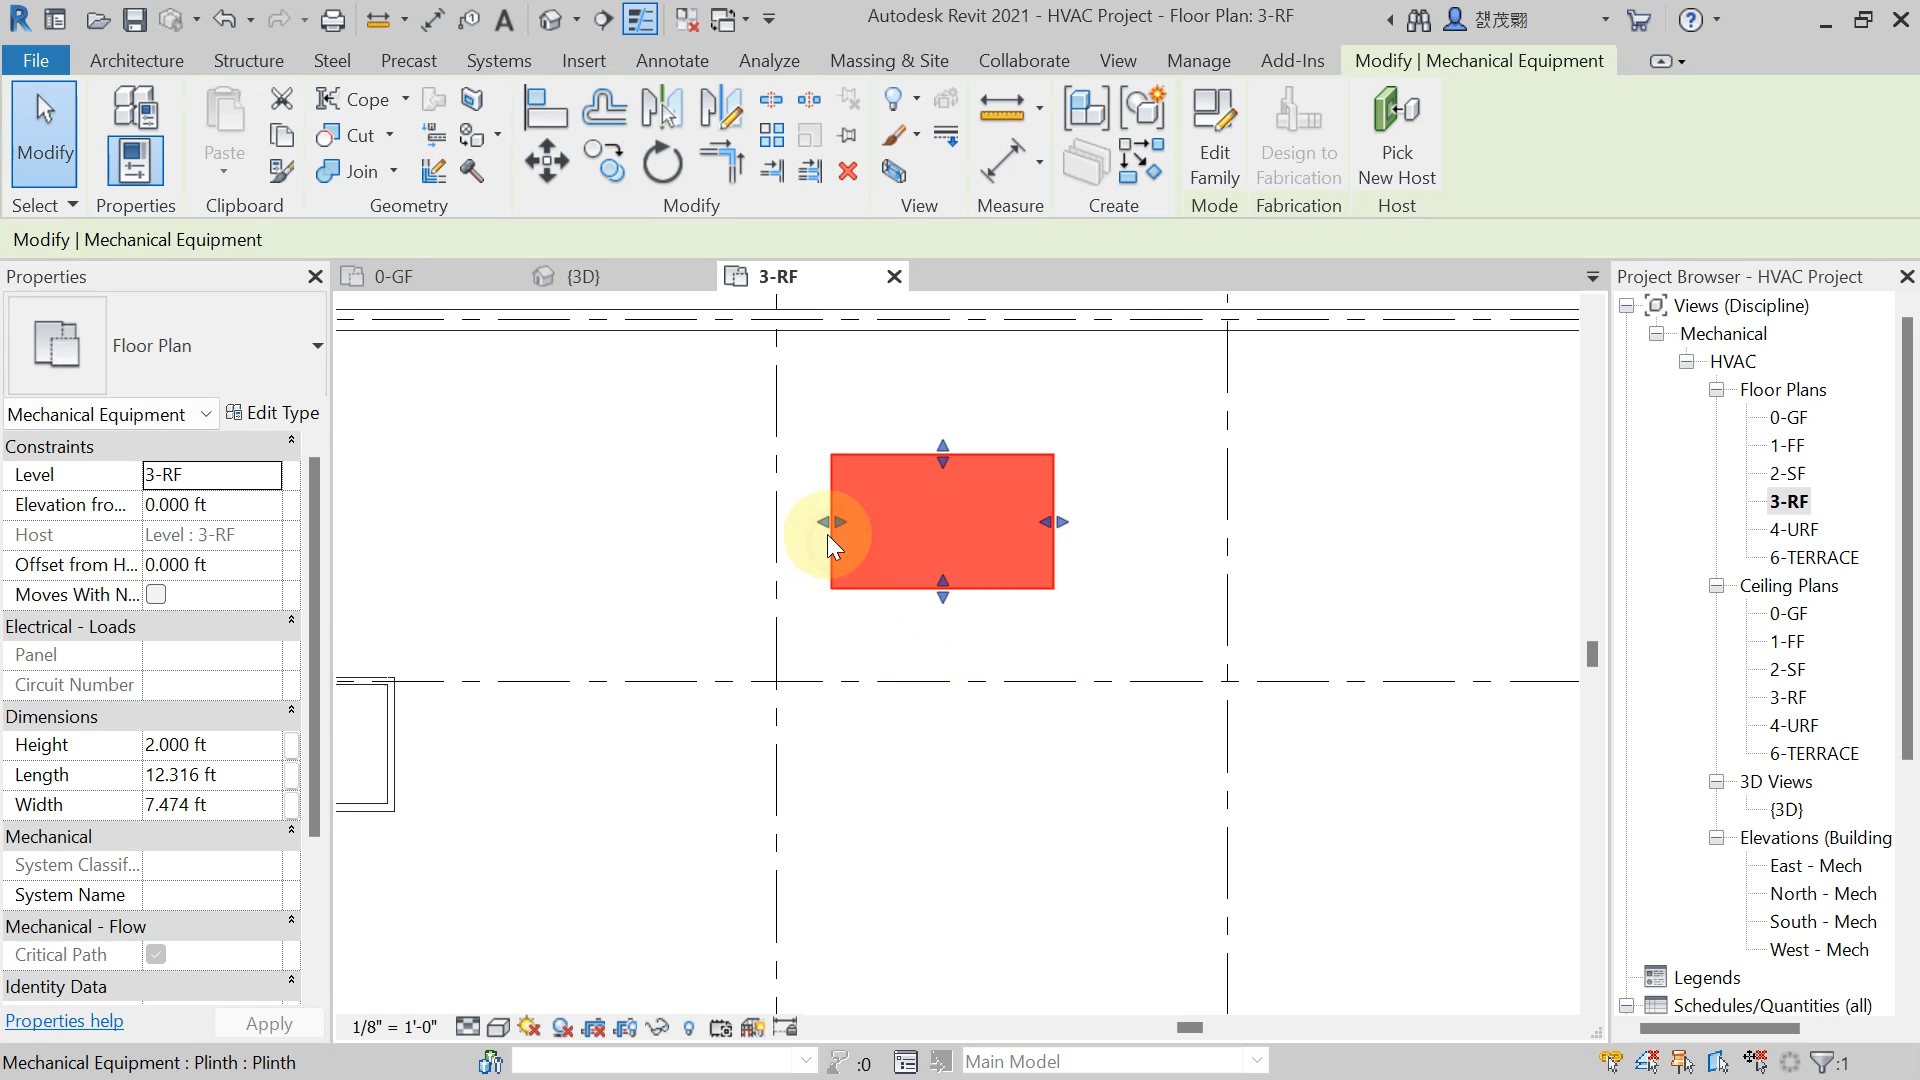 Autodesk Revit 2021 - HVAC Project - Floor Plan: 3-RF
File Architecture Structure Steel Precast Systems Insert Annotate Analyze Massing & Site Collaborate View Manage Add-Ins Modify | Mechanical Equipment
Modify
Paste
Cope
Cut
Join
Edit
Family
Design to
Fabrication
Pick
New Host
Select Properties Clipboard Geometry Modify View Measure Create Mode Fabrication Host
Modify | Mechanical Equipment
Properties
Floor Plan
Mechanical Equipment Edit Type
Constraints
Level 3-RF
Elevation fro... 0.000 ft
Host Level : 3-RF
Offset from H... 0.000 ft
Moves With N...
Electrical - Loads
Panel
Circuit Number
Dimensions
Height 2.000 ft
Length 12.316 ft
Width 7.474 ft
Mechanical
System Classif...
System Name
Mechanical - Flow
Critical Path
Identity Data
Properties help Apply
0-GF {3D} 3-RF
1/8" = 1'-0"
Project Browser - HVAC Project
Views (Discipline)
Mechanical
HVAC
Floor Plans
0-GF
1-FF
2-SF
3-RF
4-URF
6-TERRACE
Ceiling Plans
0-GF
1-FF
2-SF
3-RF
4-URF
6-TERRACE
3D Views
{3D}
Elevations (Building
East - Mech
North - Mech
South - Mech
West - Mech
Legends
Schedules/Quantities (all)
Mechanical Equipment : Plinth : Plinth
:0
Main Model
:1